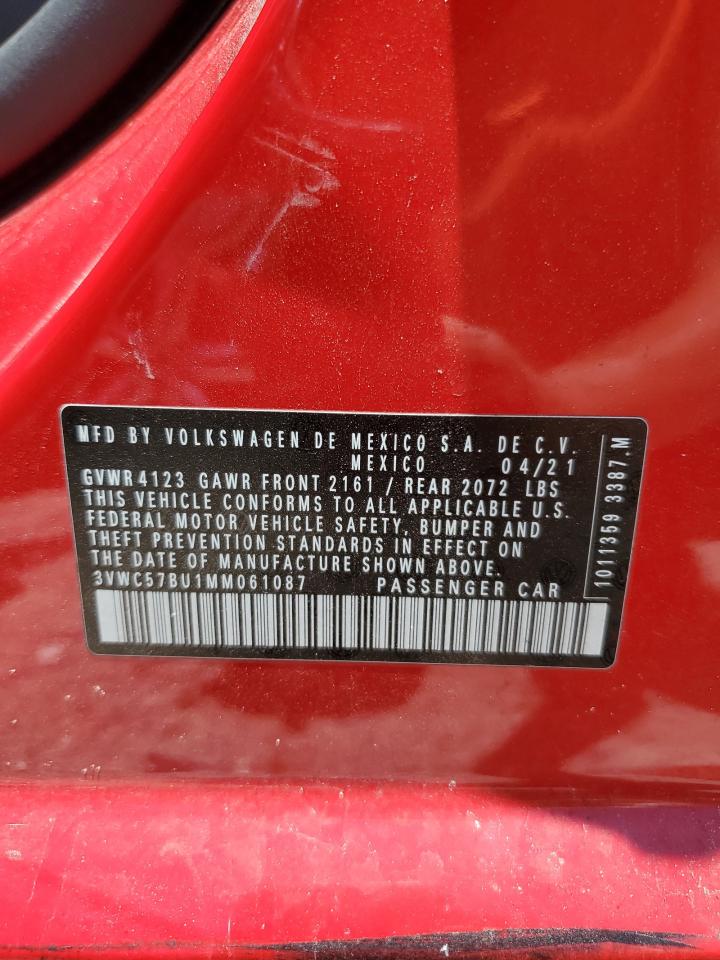 MFD BY VOLKSWAGEN DE MEXICO S.A. DE C.V.
MEXICO 04/21
GVWR 4123 GAWR FRONT 2161 / REAR 2072 LBS
THIS VEHICLE CONFORMS TO ALL APPLICABLE U.S.
FEDERAL MOTOR VEHICLE SAFETY, BUMPER AND
THEFT PREVENTION STANDARDS IN EFFECT ON
THE DATE OF MANUFACTURE SHOWN ABOVE.
3VWC57BU1MM061087 PASSENGER CAR
1011359 3987.M